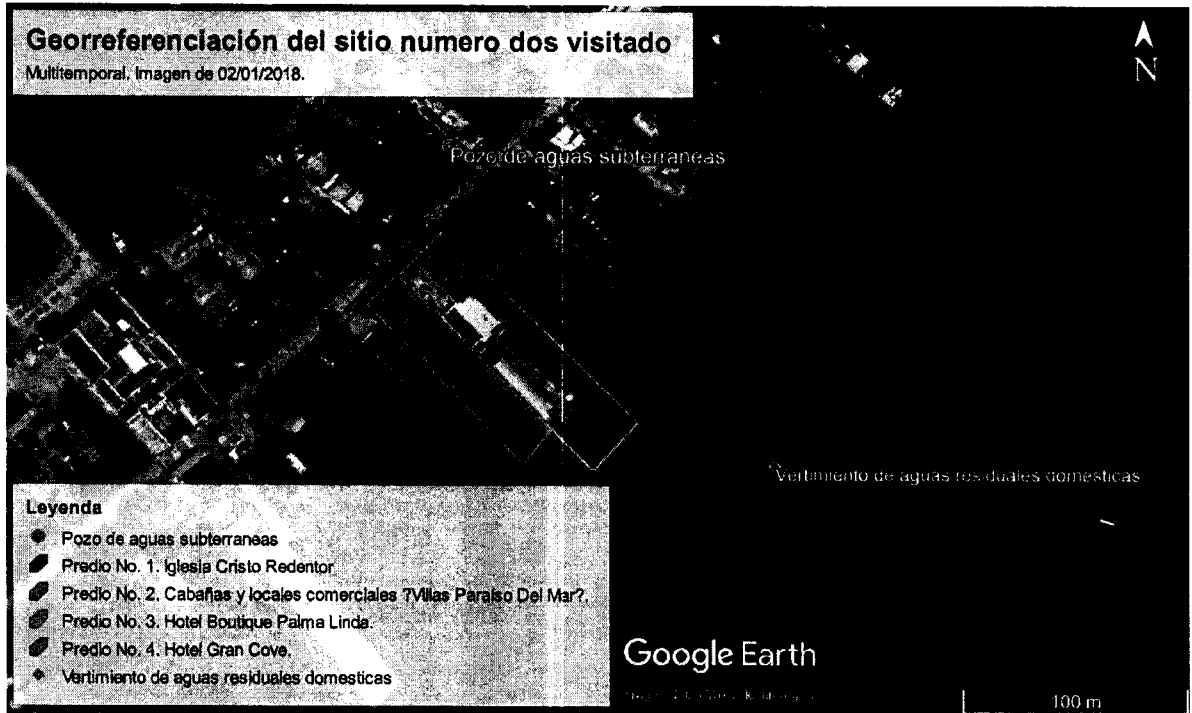 Georreferenciación del sitio numero dos visitado
Multitemporal. Imagen de 02/01/2018.
N
Pozo de aguas subterraneas
Vertimiento de aguas residuales domesticas
Leyenda
Pozo de aguas subterraneas
Predio No. 1. Iglesia Cristo Redentor
Predio No. 2. Cabañas y locales comerciales ?Villas Paraiso Del Mar?.
Predio No. 3. Hotel Boutique Palma Linda.
Predio No. 4. Hotel Gran Cove.
Vertimiento de aguas residuales domesticas
Google Earth
100 m